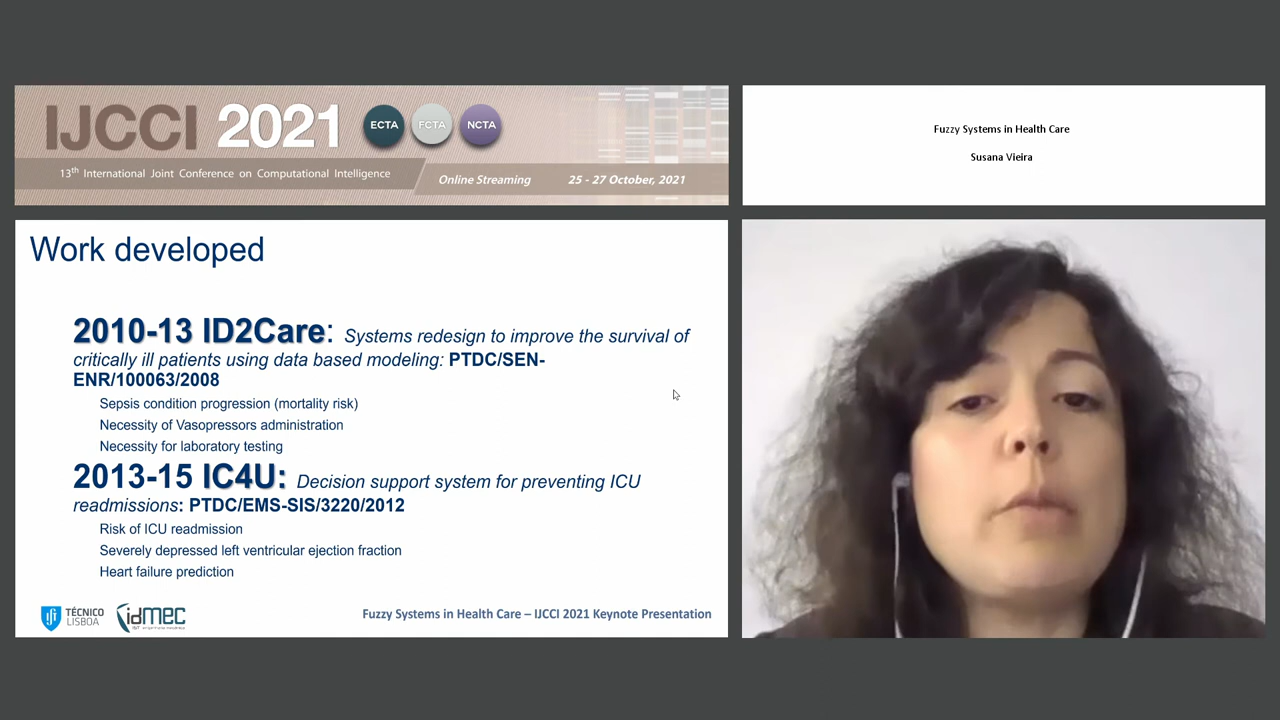 IJCCI 2021
ECTA
FCTA
NCTA
13th International Joint Conference on Computational Intelligence
Online Streaming 25 - 27 October, 2021
Fuzzy Systems in Health Care
Susana Vieira
Work developed
2010-13 ID2Care: Systems redesign to improve the survival of
critically ill patients using data based modeling: PTDC/SEN-
ENR/100063/2008
Sepsis condition progression (mortality risk)
Necessity of Vasopressors administration
Necessity for laboratory testing
2013-15 IC4U: Decision support system for preventing ICU
readmissions: PTDC/EMS-SIS/3220/2012
Risk of ICU readmission
Severely depressed left ventricular ejection fraction
Heart failure prediction
TÉCNICO
LISBOA
idmec
Fuzzy Systems in Health Care – IJCCI 2021 Keynote Presentation